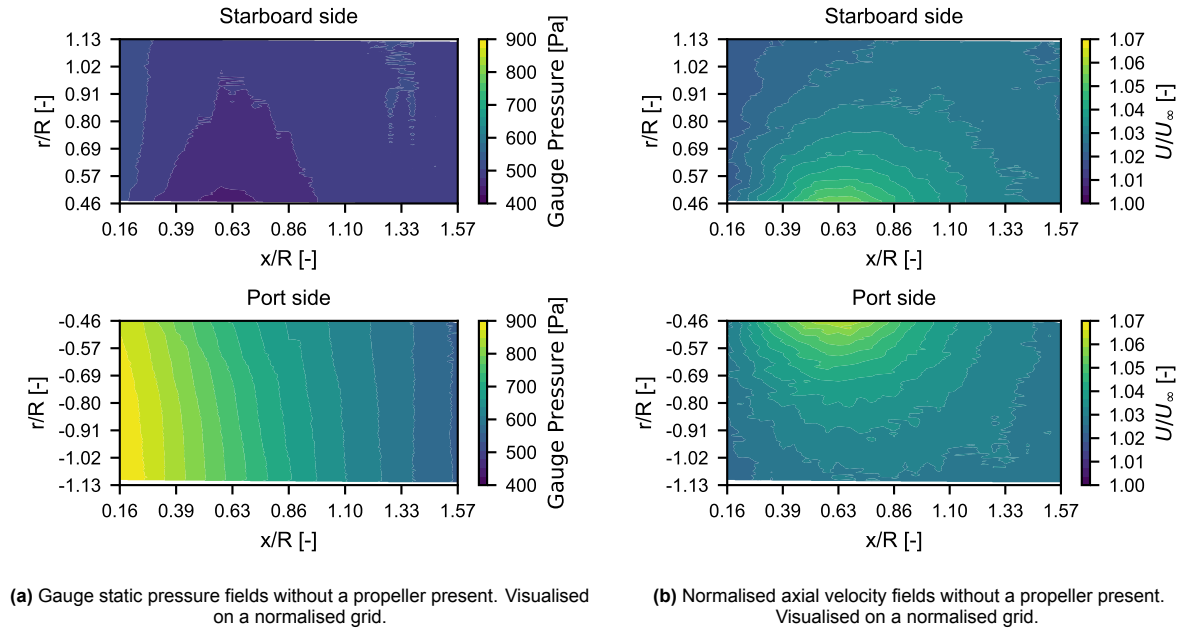 Starboard side
1.13
1.02
0.91
0.80
0.69
0.57
0.46
r/R [-]
0.16 0.39 0.63 0.86 1.10 1.33 1.57
x/R [-]
900
800
700
600
500
400
Gauge Pressure [Pa]
Starboard side
1.13
1.02
0.91
0.80
0.69
0.57
0.46
r/R [-]
0.16 0.39 0.63 0.86 1.10 1.33 1.57
x/R [-]
1.07
1.06
1.05
1.04
1.03
1.02
1.01
1.00
U/U∞ [-]
Port side
-0.46
-0.57
-0.69
-0.80
-0.91
-1.02
-1.13
r/R [-]
0.16 0.39 0.63 0.86 1.10 1.33 1.57
x/R [-]
900
800
700
600
500
400
Gauge Pressure [Pa]
Port side
-0.46
-0.57
-0.69
-0.80
-0.91
-1.02
-1.13
r/R [-]
0.16 0.39 0.63 0.86 1.10 1.33 1.57
x/R [-]
1.07
1.06
1.05
1.04
1.03
1.02
1.01
1.00
U/U∞ [-]
(a) Gauge static pressure fields without a propeller present. Visualised
on a normalised grid.
(b) Normalised axial velocity fields without a propeller present.
Visualised on a normalised grid.